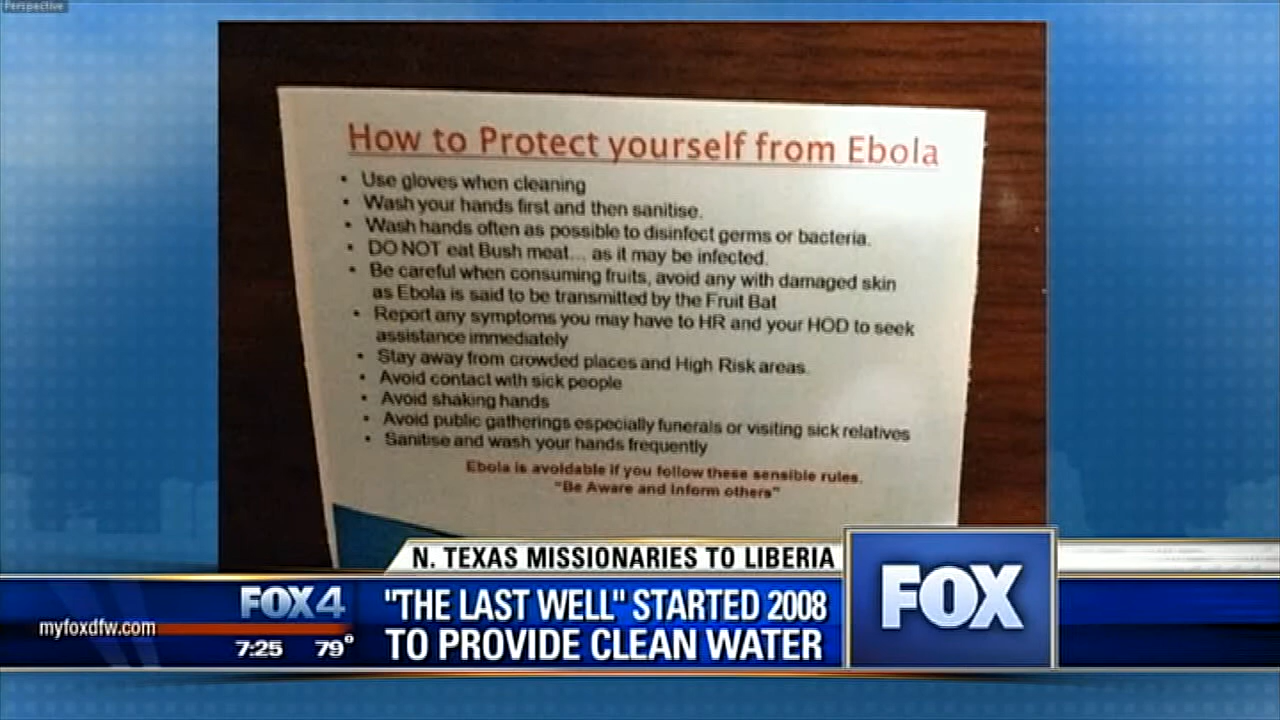 Perspective
How to Protect yourself from Ebola
• Use gloves when cleaning
• Wash your hands first and then sanitise.
• Wash hands often as possible to disinfect germs or bacteria.
• DO NOT eat Bush meat... as it may be infected.
• Be careful when consuming fruits, avoid any with damaged skin
as Ebola is said to be transmitted by the Fruit Bat
• Report any symptoms you may have to HR and your HOD to seek
assistance immediately
• Stay away from crowded places and High Risk areas.
• Avoid contact with sick people
• Avoid shaking hands
• Avoid public gatherings especially funerals or visiting sick relatives
• Sanitise and wash your hands frequently
Ebola is avoidable if you follow these sensible rules.
"Be Aware and Inform others"
N. TEXAS MISSIONARIES TO LIBERIA
FOX 4
myfoxdfw.com
7:25 79°
"THE LAST WELL" STARTED 2008
TO PROVIDE CLEAN WATER
FOX